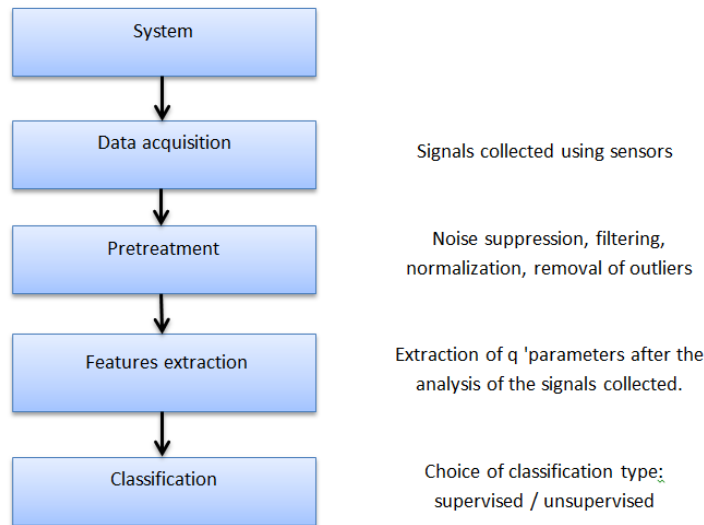 System
Data acquisition
Signals collected using sensors
Pretreatment
Noise suppression, filtering,
normalization, removal of outliers
Features extraction
Extraction of q 'parameters after the
analysis of the signals collected.
Classification
Choice of classification type:
supervised / unsupervised